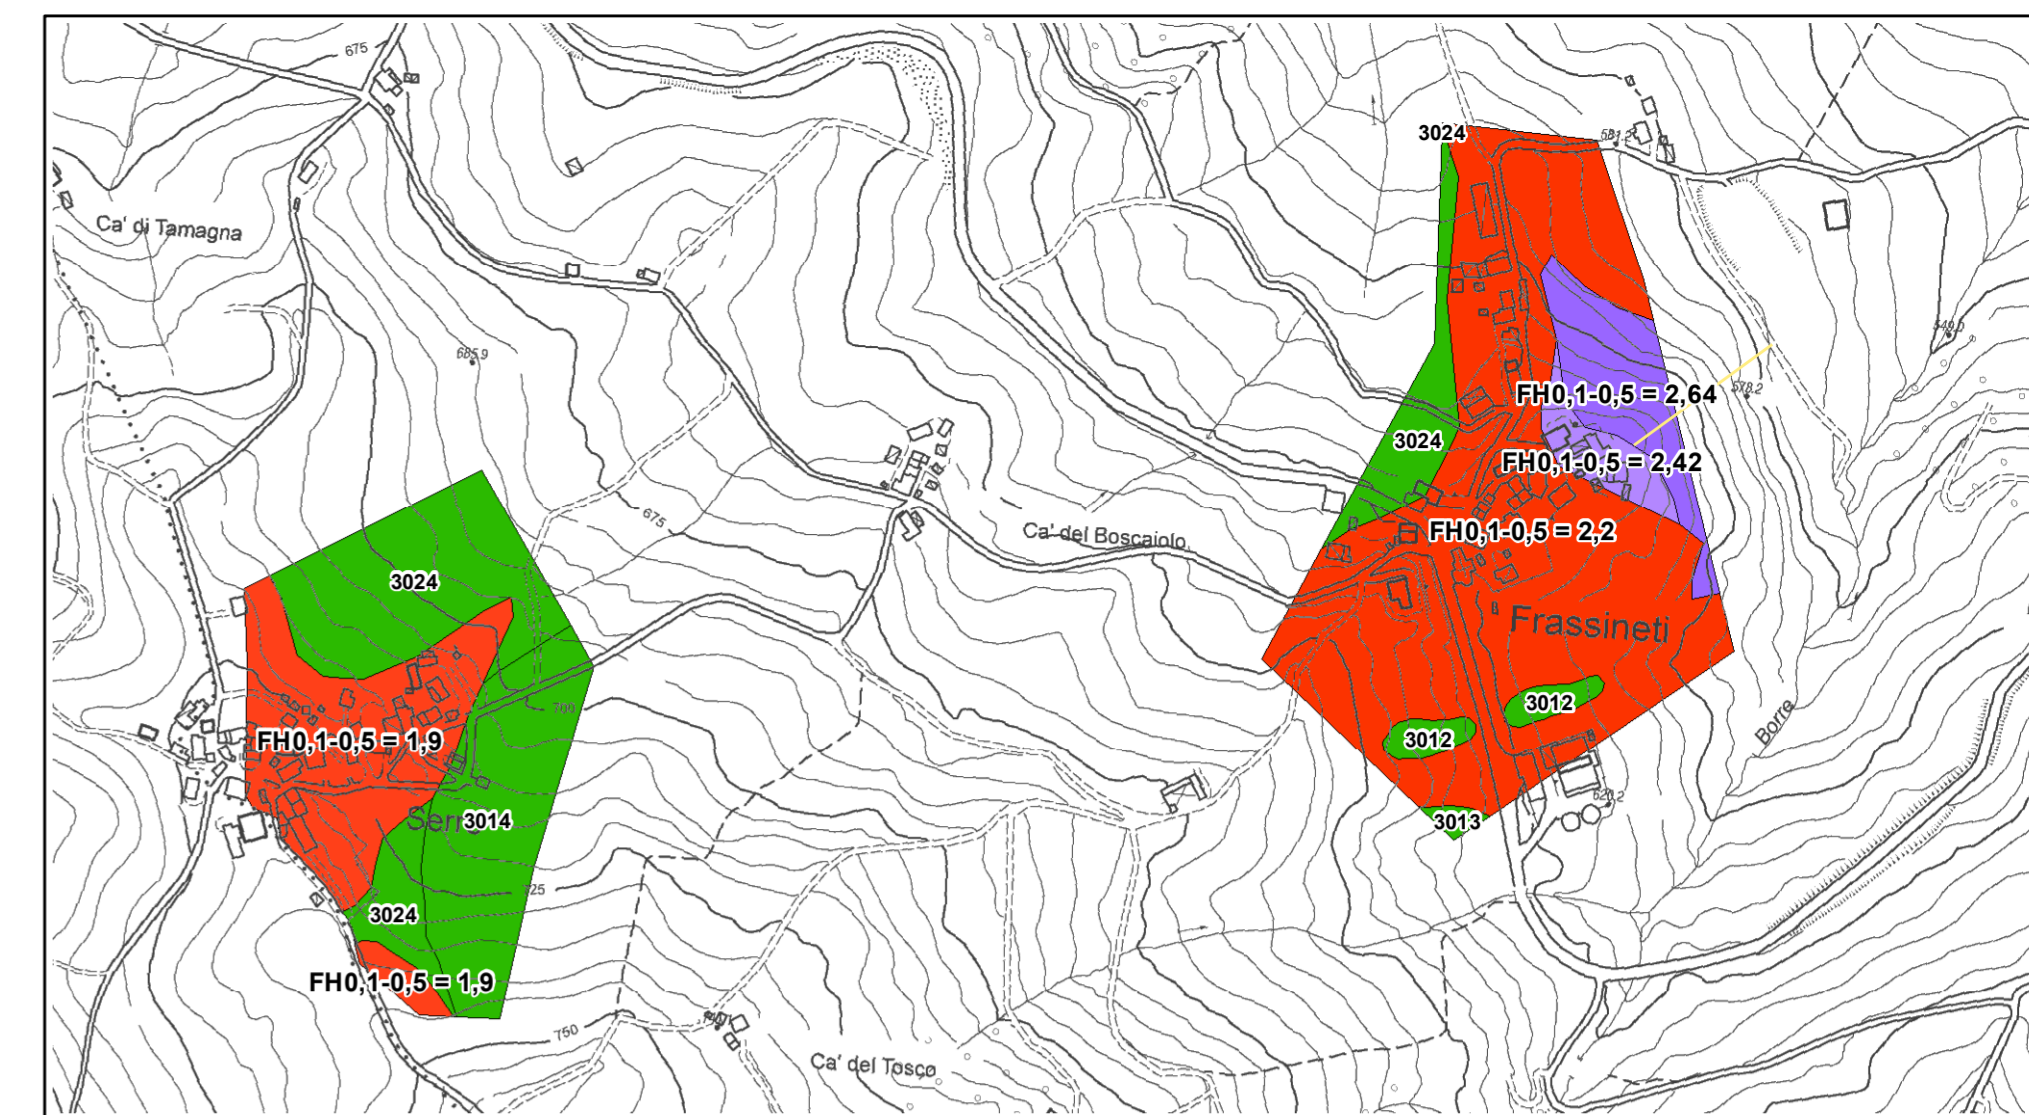 675
3024
581.2
Ca' di Tamagna
549.0
685.9
578.2
FH0,1-0,5 = 2,64
3024
FH0,1-0,5 = 2,42
675
Ca' del Boscaiolo
FH0,1-0,5 = 2,2
3024
Frassineti
3012
700
3012
Borre
FH0,1-0,5 = 1,9
620.2
3014
3013
725
3024
FH0,1-0,5 = 1,9
750
Ca' del Tosco